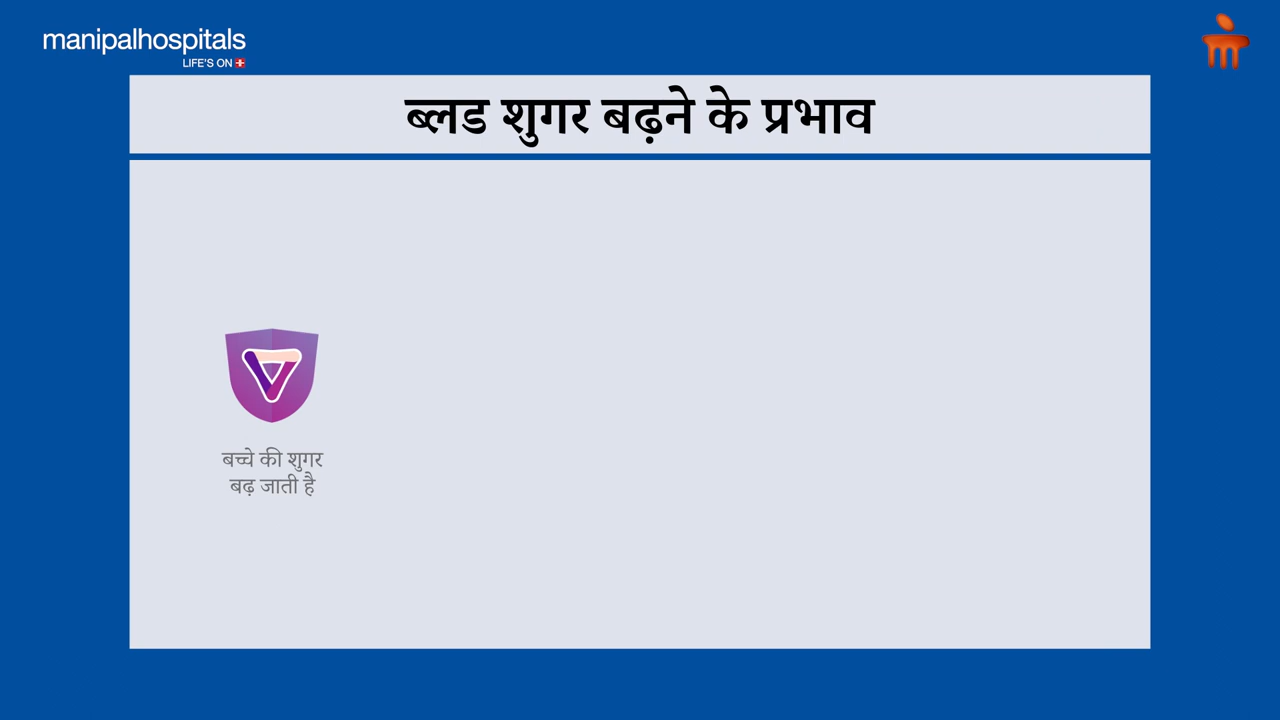 manipalhospitals
LIFE'S ON
ब्लड शुगर बढ़ने के प्रभाव
बच्चे की शुगर
बढ़ जाती है